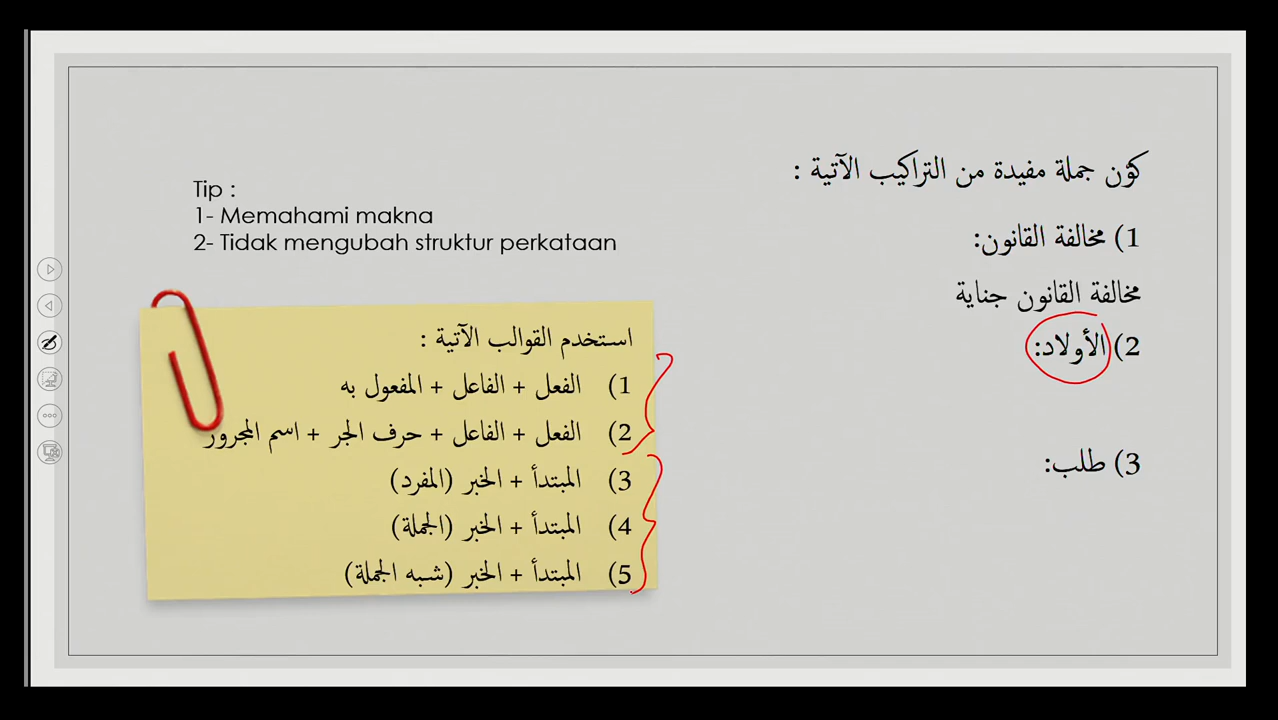 كوّن جملة مفيدة من التراكيب الآتية :
1) مخالفة القانون:
مخالفة القانون جناية
2) الأولاد:
3) طلب:
Tip :
1- Memahami makna
2- Tidak mengubah struktur perkataan
استخدم القوالب الآتية :
1) الفعل + الفاعل + المفعول به
2) الفعل + الفاعل + حرف الجر + اسم المجرور
3) المبتدأ + الخبر (المفرد)
4) المبتدأ + الخبر (الجملة)
5) المبتدأ + الخبر (شبه الجملة)